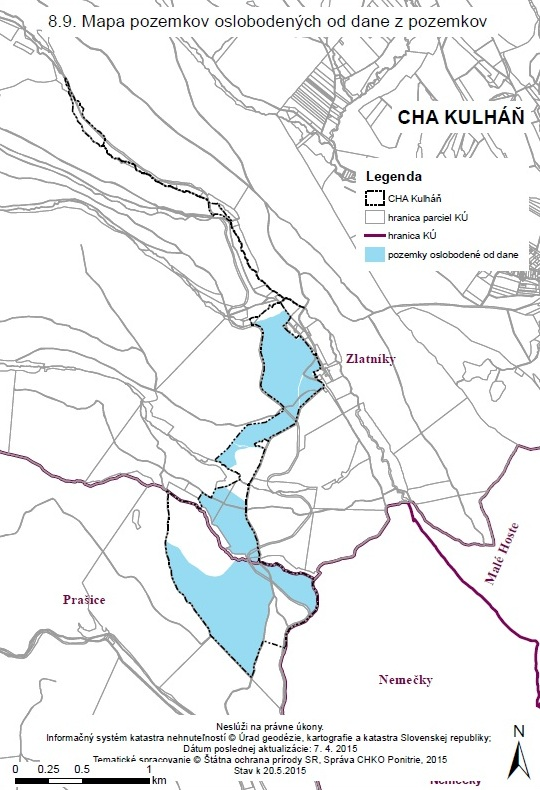 8.9. Mapa pozemkov oslobodených od dane z pozemkov
CHA KULHÁŇ
Legenda
CHA Kulháň
hranica parciel KÚ
hranica KÚ
pozemky oslobodené od dane
Zlatníky
Malé Hoste
Prašice
Nemečky
Neslúži na právne úkony.
Informačný systém katastra nehnuteľností © Úrad geodézie, kartografie a katastra Slovenskej republiky;
Dátum poslednej aktualizácie: 7. 4. 2015
Tematické spracovanie © Štátna ochrana prírody SR, Správa CHKO Ponitrie, 2015
Stav k 20.5.2015
N
0 0.25 0.5 1
km
Nemečky